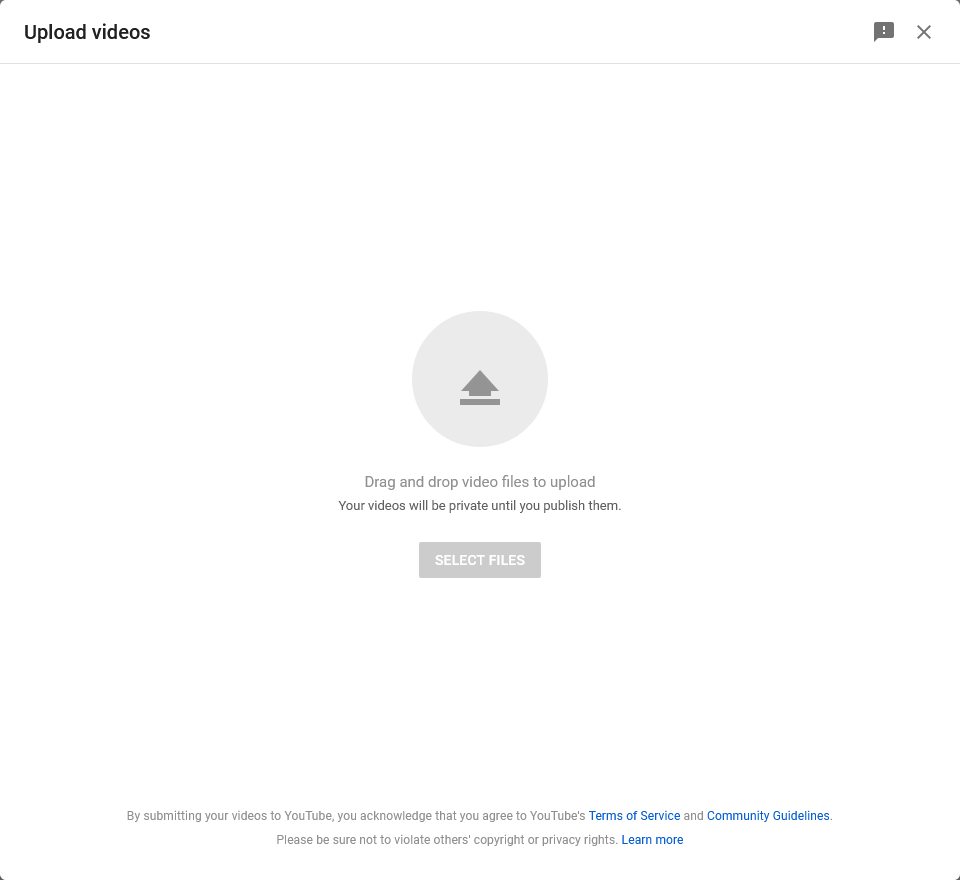 Upload videos
Drag and drop video files to upload
Your videos will be private until you publish them.
SELECT FILES
By submitting your videos to YouTube, you acknowledge that you agree to YouTube's Terms of Service and Community Guidelines.
Please be sure not to violate others' copyright or privacy rights. Learn more